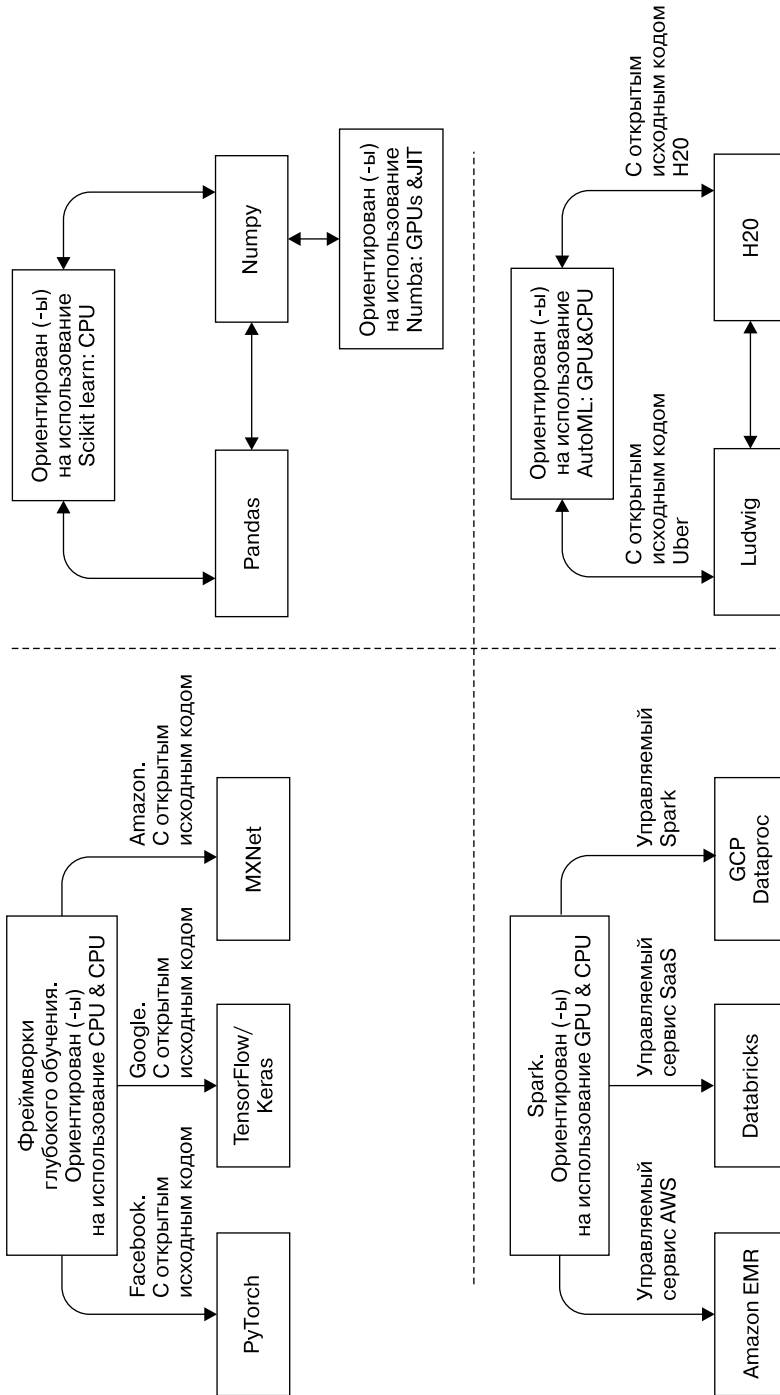 Фреймворки
глубокого обучения.
Ориентирован (-ы)
на использование CPU & CPU
Facebook.
С открытым
исходным кодом
Google.
С открытым
исходным кодом
Amazon.
С открытым
исходным кодом
PyTorch
TensorFlow/
Keras
MXNet
Ориентирован (-ы)
на использование
Scikit learn: CPU
Pandas
Numpy
Ориентирован (-ы)
на использование
Numba: GPUs &JIT
Spark.
Ориентирован (-ы)
на использование GPU & CPU
Управляемый
сервис AWS
Управляемый
сервис SaaS
Управляемый
Spark
Amazon EMR
Databricks
GCP
Dataproc
Ориентирован (-ы)
на использование
AutoML: GPU&CPU
С открытым
исходным кодом
Uber
С открытым
исходным кодом
H20
Ludwig
H20